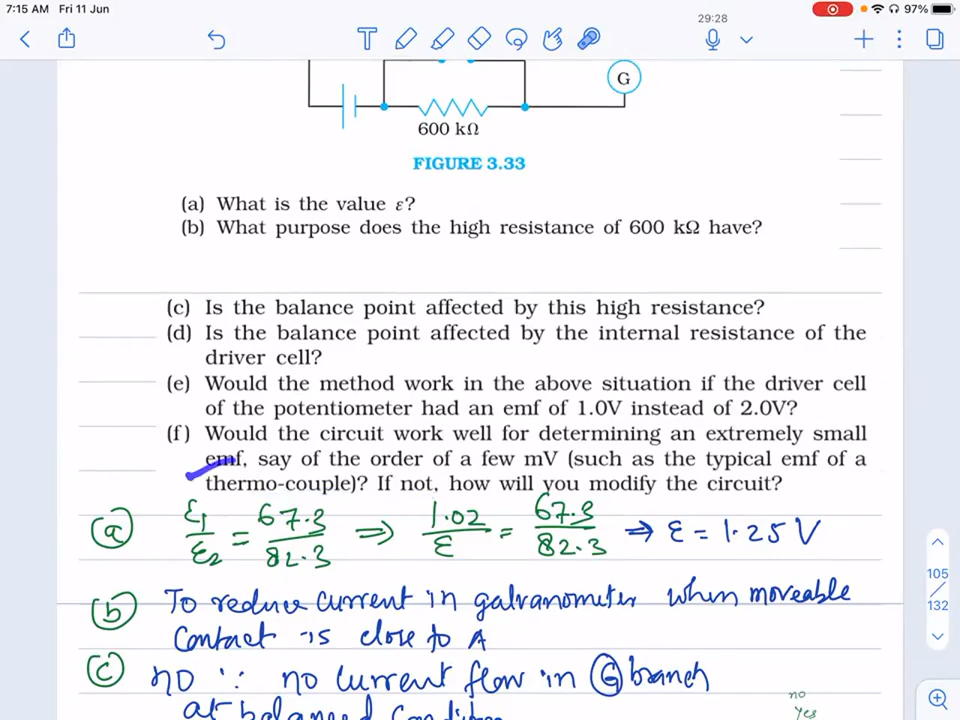 7:15 AM Fri 11 Jun
97%
29:28
T
G
600 kΩ
FIGURE 3.33
(a) What is the value ε?
(b) What purpose does the high resistance of 600 kΩ have?
(c) Is the balance point affected by this high resistance?
(d) Is the balance point affected by the internal resistance of the
driver cell?
(e) Would the method work in the above situation if the driver cell
of the potentiometer had an emf of 1.0V instead of 2.0V?
(f) Would the circuit work well for determining an extremely small
emf, say of the order of a few mV (such as the typical emf of a
thermo-couple)? If not, how will you modify the circuit?
(a) ε1/ε2 = 67.3/82.3 ⇒ 1.02/ε = 67.3/82.3 ⇒ ε = 1.25 V
(b) To reduce current in galvanometer when moveable
contact is close to A
(c) no ∵ no current flow in G branch
at balanced condition
no
yes
105
/
132